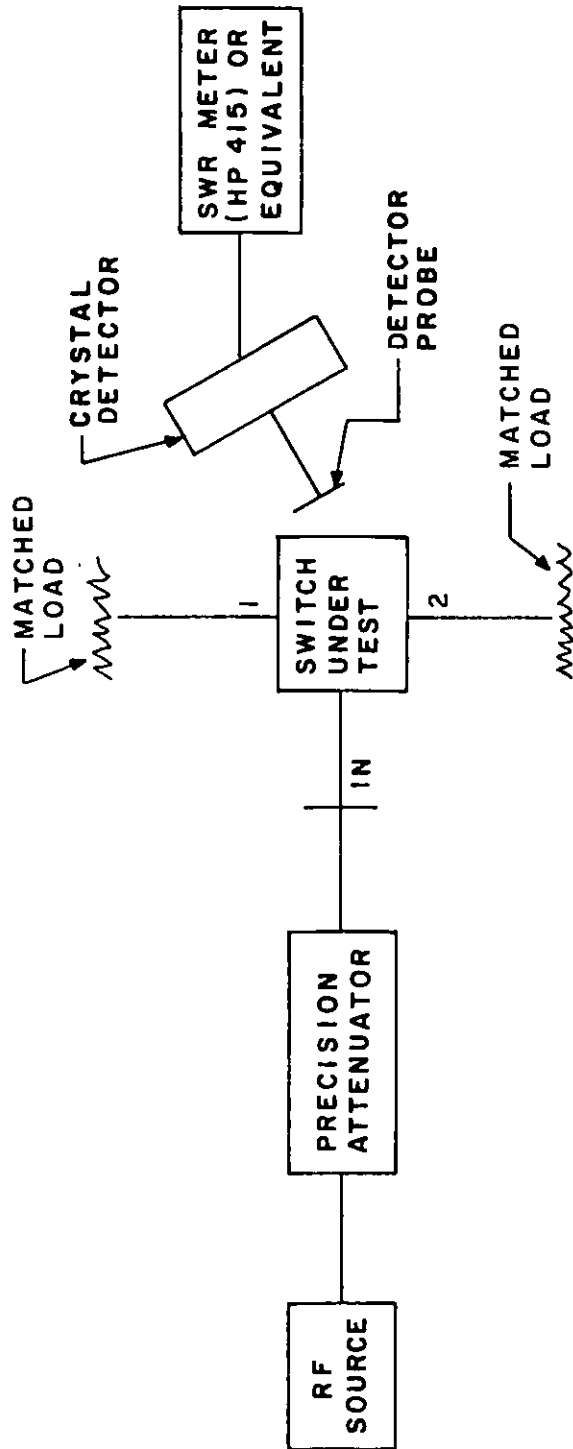 RF
SOURCE
PRECISION
ATTENUATOR
IN
MATCHED
LOAD
1
SWITCH
UNDER
TEST
2
MATCHED
LOAD
CRYSTAL
DETECTOR
DETECTOR
PROBE
SWR METER
(HP 415) OR
EQUIVALENT